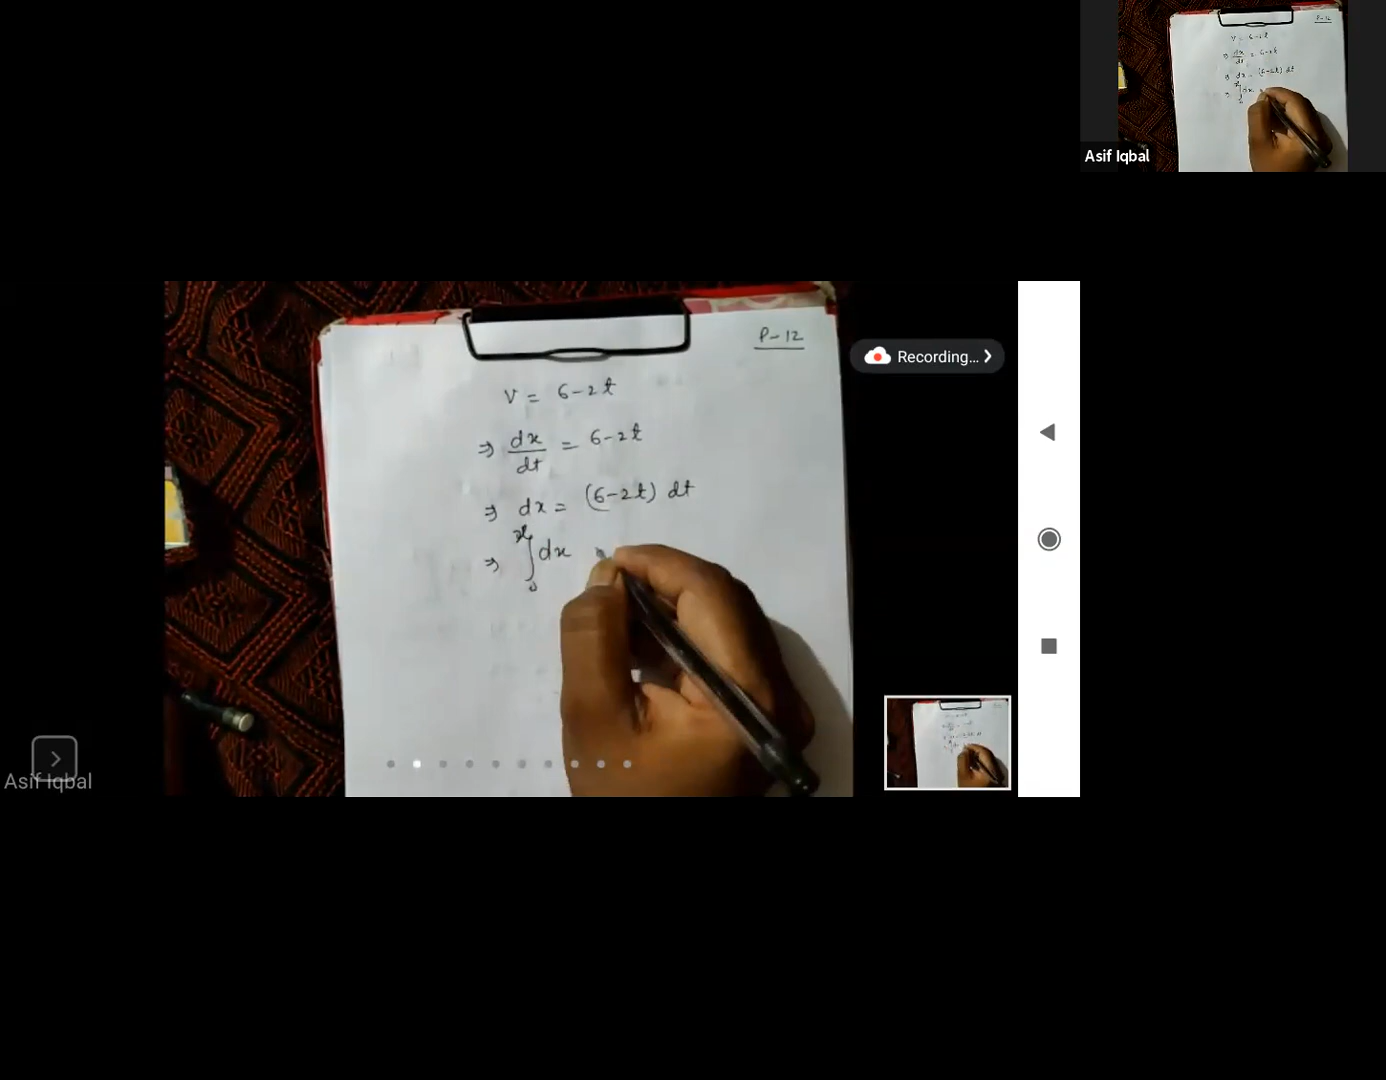 Asif Iqbal
P-12
Recording...
V = 6-2t
⇒ dx/dt = 6-2t
⇒ dx = (6-2t) dt
⇒ ∫₀ˣ dx
Asif Iqbal